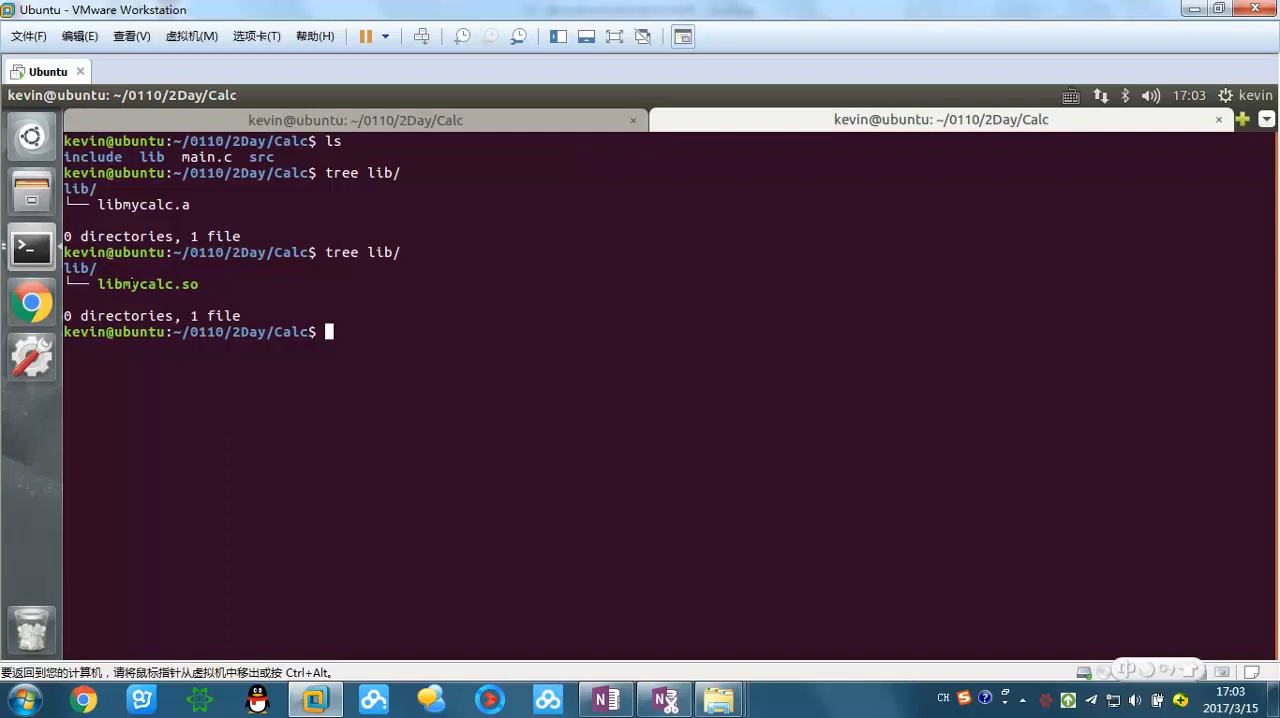 Ubuntu - VMware Workstation
文件(F) 编辑(E) 查看(V) 虚拟机(M) 选项卡(T) 帮助(H)
Ubuntu
kevin@ubuntu: ~/0110/2Day/Calc 17:03 kevin
kevin@ubuntu: ~/0110/2Day/Calc kevin@ubuntu: ~/0110/2Day/Calc
kevin@ubuntu:~/0110/2Day/Calc$ ls
include lib main.c src
kevin@ubuntu:~/0110/2Day/Calc$ tree lib/
lib/
└── libmycalc.a
0 directories, 1 file
kevin@ubuntu:~/0110/2Day/Calc$ tree lib/
lib/
└── libmycalc.so
0 directories, 1 file
kevin@ubuntu:~/0110/2Day/Calc$
要返回到您的计算机，请将鼠标指针从虚拟机中移出或按 Ctrl+Alt。
中
CH 17:03
2017/3/15